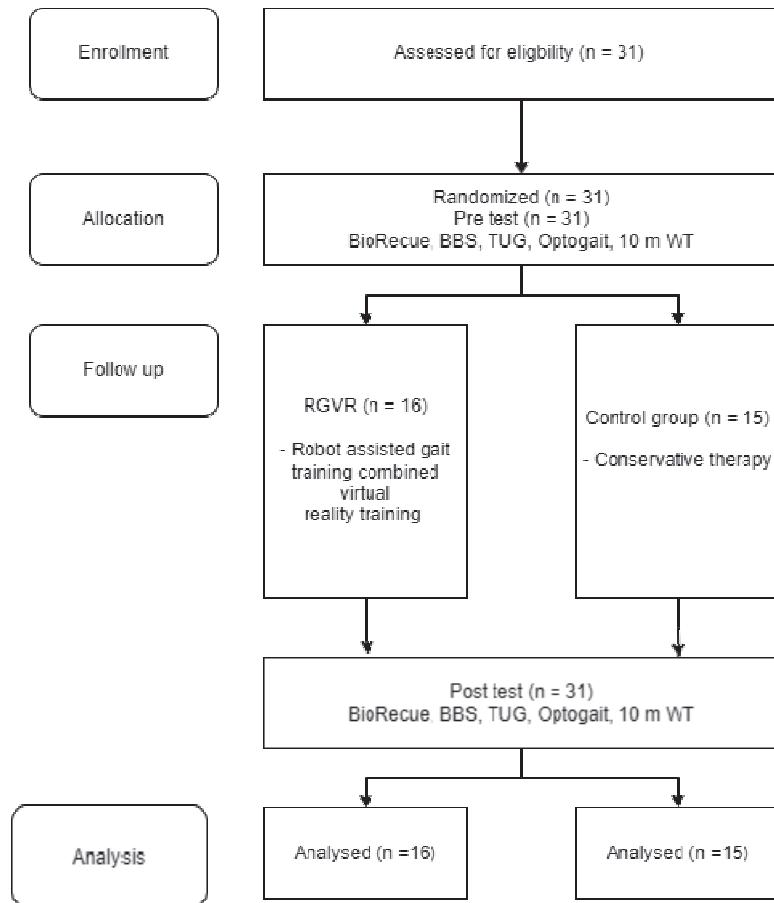 Enrollment
Assessed for eligbility (n = 31)
Allocation
Randomized (n = 31)
Pre test (n = 31)
BioRecue, BBS, TUG, Optogait, 10 m WT
Follow up
RGVR (n = 16)
- Robot assisted gait
training combined
virtual
reality training
Control group (n = 15)
- Conservative therapy
Post test (n = 31)
BioRecue, BBS, TUG, Optogait, 10 m WT
Analysis
Analysed (n =16)
Analysed (n =15)